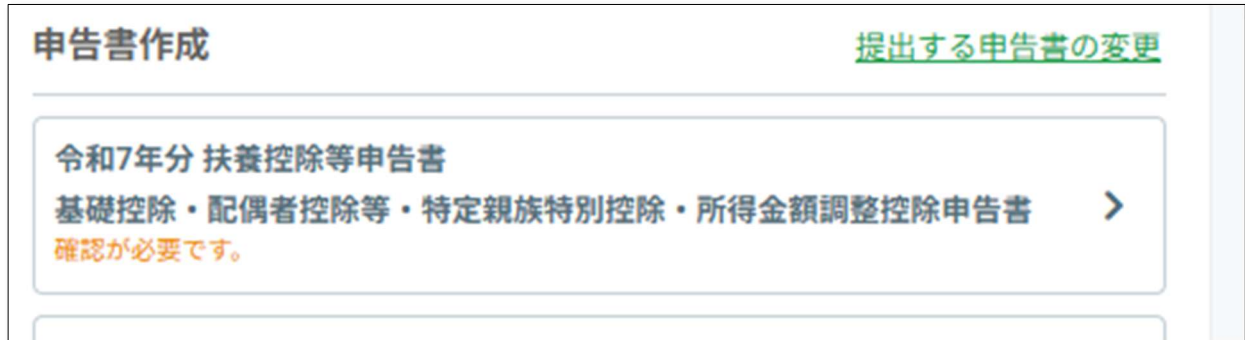 申告書作成
提出する申告書の変更
令和7年分 扶養控除等申告書
基礎控除・配偶者控除等・特定親族特別控除・所得金額調整控除申告書
確認が必要です。